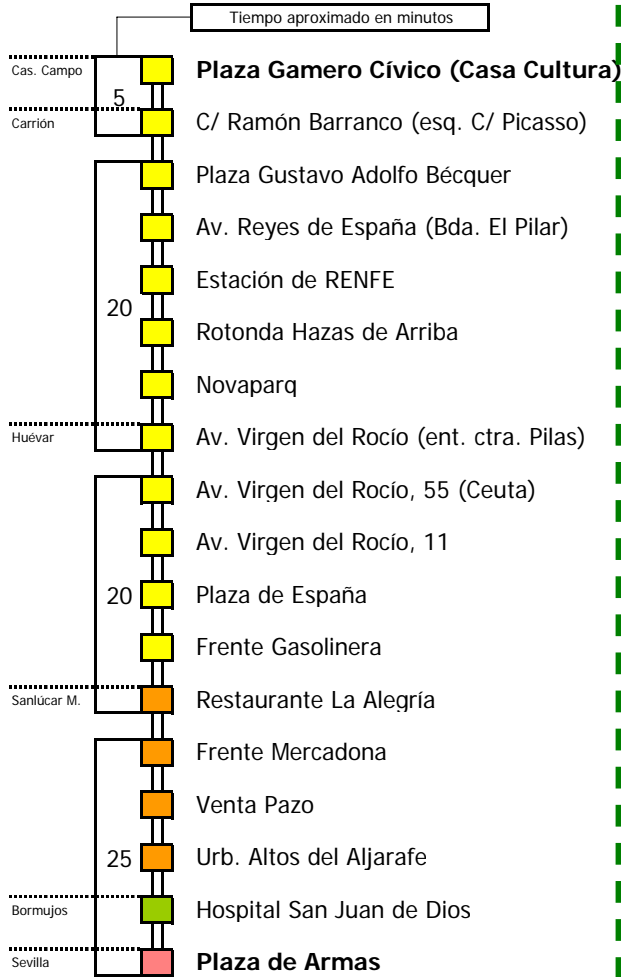 Tiempo aproximado en minutos
Cas. Campo
Plaza Gamero Cívico (Casa Cultura)
5
Carrión
C/ Ramón Barranco (esq. C/ Picasso)
Plaza Gustavo Adolfo Bécquer
Av. Reyes de España (Bda. El Pilar)
Estación de RENFE
20
Rotonda Hazas de Arriba
Novaparq
Huévar
Av. Virgen del Rocío (ent. ctra. Pilas)
Av. Virgen del Rocío, 55 (Ceuta)
Av. Virgen del Rocío, 11
20
Plaza de España
Frente Gasolinera
Sanlúcar M.
Restaurante La Alegría
Frente Mercadona
Venta Pazo
25
Urb. Altos del Aljarafe
Bormujos
Hospital San Juan de Dios
Sevilla
Plaza de Armas